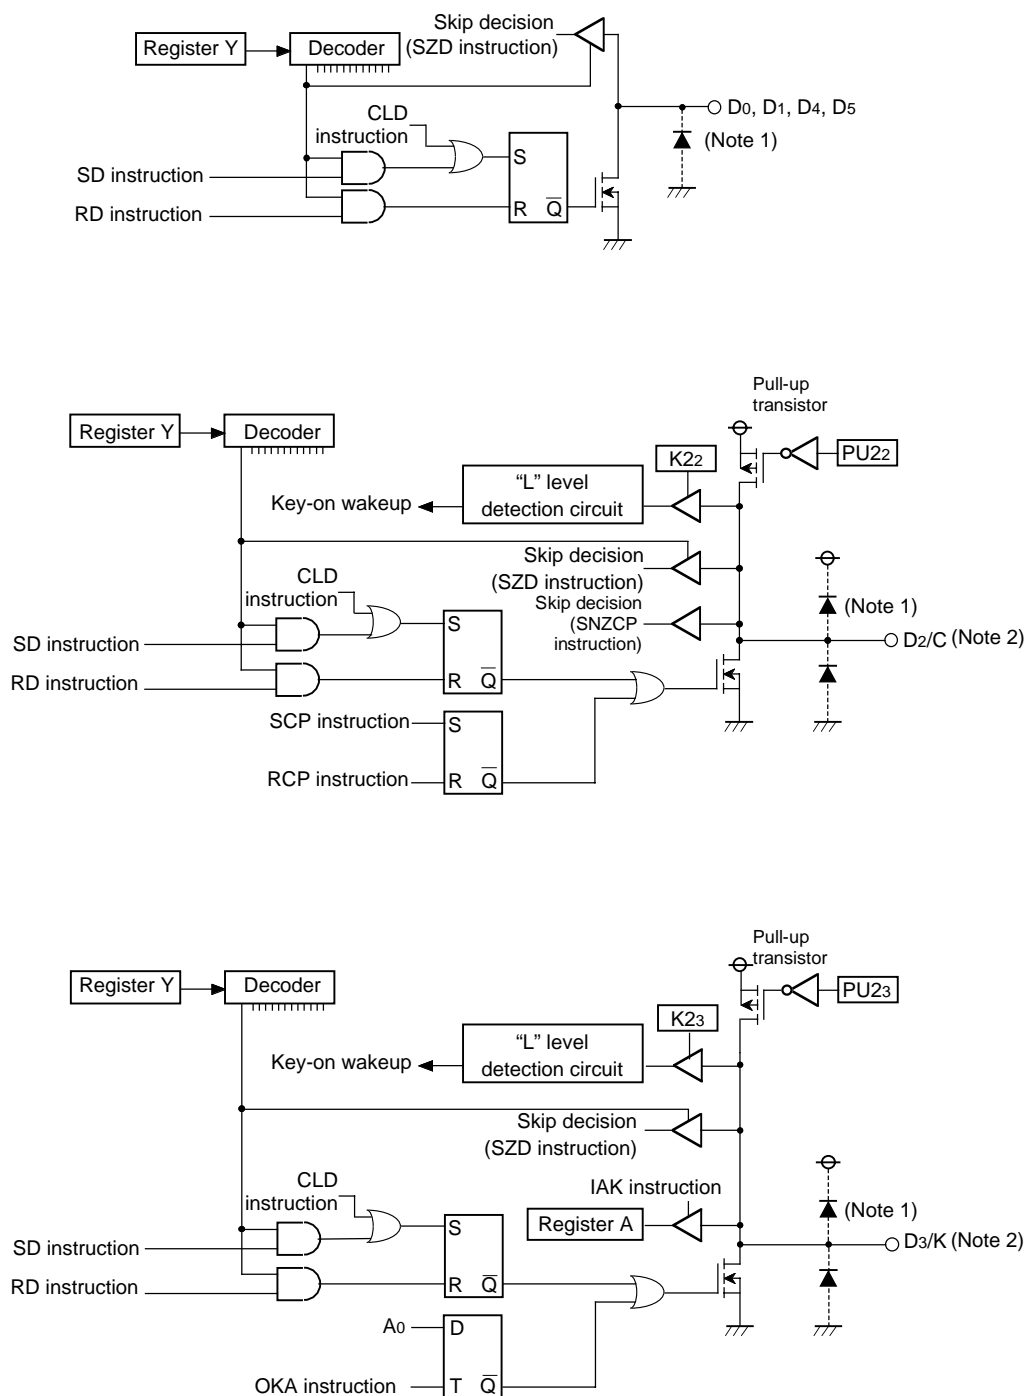 Skip decision
(SZD instruction)
Register Y
Decoder
D0, D1, D4, D5
(Note 1)
CLD
instruction
SD instruction
RD instruction
S
R
Q
Pull-up
transistor
Register Y
Decoder
K22
PU22
Key-on wakeup
“L” level
detection circuit
Skip decision
(SZD instruction)
CLD
instruction
Skip decision
(SNZCP
instruction)
(Note 1)
SD instruction
S
D2/C (Note 2)
RD instruction
R
Q
SCP instruction
S
RCP instruction
R
Q
Pull-up
transistor
Register Y
Decoder
PU23
K23
Key-on wakeup
“L” level
detection circuit
Skip decision
(SZD instruction)
CLD
instruction
IAK instruction
Register A
(Note 1)
SD instruction
S
D3/K (Note 2)
RD instruction
R
Q
A0
D
OKA instruction
T
Q